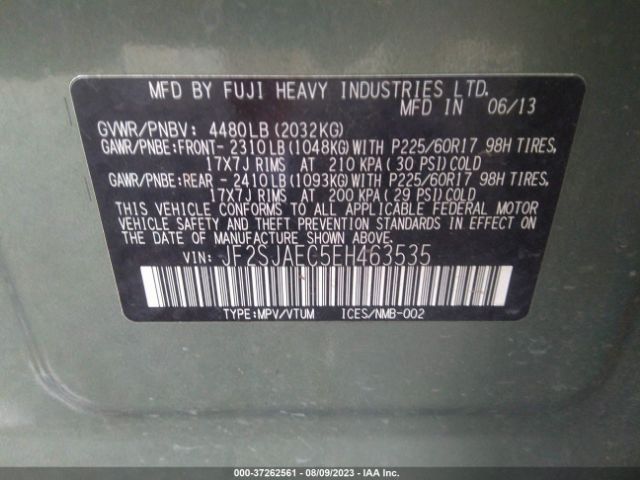 MFD BY FUJI HEAVY INDUSTRIES LTD.
MFD IN 06/13
GVWR/PNBV: 4480LB(2032KG)
GAWR/PNBE:FRONT- 2310LB(1048KG)WITH P225/60R17 98H TIRES,
17X7J RIMS AT 210 KPA(30 PSI)COLD
GAWR/PNBE:REAR - 2410LB(1093KG)WITH P225/60R17 98H TIRES,
17X7J RIMS AT 200 KPA(29 PSI)COLD
THIS VEHICLE CONFORMS TO ALL APPLICABLE FEDERAL MOTOR
VEHICLE SAFETY AND THEFT PREVENTION STANDARDS IN EFFECT ON
THE DATE OF MANUFACTURE SHOWN ABOVE.
VIN: JF2SJAEC5EH463535
TYPE:MPV/VTUM ICES/NMB-002
000-37262561 - 08/09/2023 - IAA Inc.